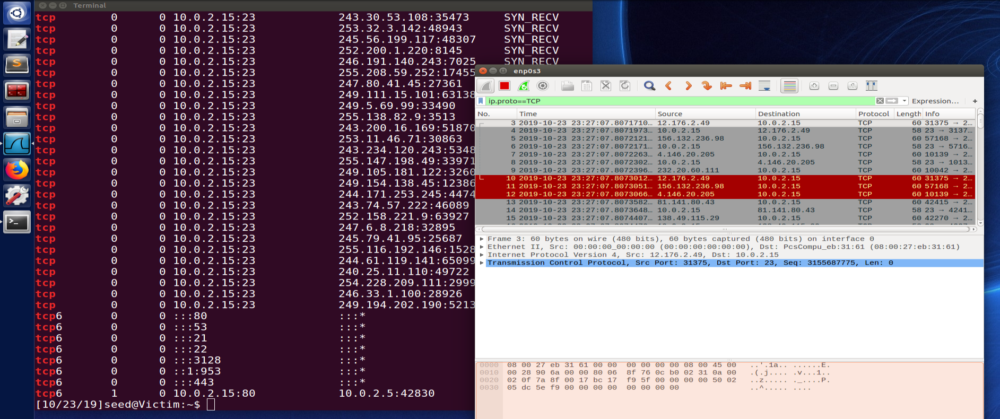 Terminal
tcp 0 0 10.0.2.15:23 243.30.53.108:35473 SYN_RECV
tcp 0 0 10.0.2.15:23 253.32.3.142:48943 SYN_RECV
tcp 0 0 10.0.2.15:23 245.56.199.117:48307 SYN_RECV
tcp 0 0 10.0.2.15:23 252.200.1.220:8145 SYN_RECV
tcp 0 0 10.0.2.15:23 246.191.140.243:7025 SYN_RECV
tcp 0 0 10.0.2.15:23 255.208.59.252:17455
tcp 0 0 10.0.2.15:23 247.80.41.45:27361
tcp 0 0 10.0.2.15:23 249.111.15.101:63138
tcp 0 0 10.0.2.15:23 249.5.69.99:33490
tcp 0 0 10.0.2.15:23 255.138.82.9:3513
tcp 0 0 10.0.2.15:23 243.200.16.169:51870
tcp 0 0 10.0.2.15:23 253.11.46.71:30863
tcp 0 0 10.0.2.15:23 243.234.120.243:5348
tcp 0 0 10.0.2.15:23 255.147.198.49:33971
tcp 0 0 10.0.2.15:23 249.105.181.122:3260
tcp 0 0 10.0.2.15:23 249.154.138.45:12386
tcp 0 0 10.0.2.15:23 244.171.253.245:4474
tcp 0 0 10.0.2.15:23 243.74.57.222:46089
tcp 0 0 10.0.2.15:23 252.158.221.9:63927
tcp 0 0 10.0.2.15:23 247.6.8.218:32895
tcp 0 0 10.0.2.15:23 245.79.41.95:25687
tcp 0 0 10.0.2.15:23 255.116.192.146:1528
tcp 0 0 10.0.2.15:23 244.61.119.141:65099
tcp 0 0 10.0.2.15:23 240.25.11.110:49722
tcp 0 0 10.0.2.15:23 254.228.209.111:2999
tcp 0 0 10.0.2.15:23 246.33.1.100:28926
tcp 0 0 10.0.2.15:23 249.194.202.190:5213
tcp6 0 0 :::80 :::*
tcp6 0 0 :::53 :::*
tcp6 0 0 :::21 :::*
tcp6 0 0 :::22 :::*
tcp6 0 0 :::3128 :::*
tcp6 0 0 ::1:953 :::*
tcp6 0 0 :::443 :::*
tcp6 1 0 10.0.2.15:80 10.0.2.5:42830
[10/23/19]seed@Victim:~$
enp0s3
ip.proto==TCP Expression... +
No. Time Source Destination Protocol Length Info
3 2019-10-23 23:27:07.8071710… 12.176.2.49 10.0.2.15 TCP 60 31375 → 2…
4 2019-10-23 23:27:07.8071973… 10.0.2.15 12.176.2.49 TCP 58 23 → 3137…
5 2019-10-23 23:27:07.8072121… 156.132.236.98 10.0.2.15 TCP 60 57168 → 2…
6 2019-10-23 23:27:07.8072171… 10.0.2.15 156.132.236.98 TCP 58 23 → 5716…
7 2019-10-23 23:27:07.8072263… 4.146.20.205 10.0.2.15 TCP 60 10139 → 2…
8 2019-10-23 23:27:07.8072302… 10.0.2.15 4.146.20.205 TCP 58 23 → 1013…
9 2019-10-23 23:27:07.8072396… 232.20.60.111 10.0.2.15 TCP 60 10042 → 2…
10 2019-10-23 23:27:07.8073012… 12.176.2.49 10.0.2.15 TCP 60 31375 → 2…
11 2019-10-23 23:27:07.8073051… 156.132.236.98 10.0.2.15 TCP 60 57168 → 2…
12 2019-10-23 23:27:07.8073066… 4.146.20.205 10.0.2.15 TCP 60 10139 → 2…
13 2019-10-23 23:27:07.8073582… 81.141.80.43 10.0.2.15 TCP 60 42415 → 2…
14 2019-10-23 23:27:07.8073648… 10.0.2.15 81.141.80.43 TCP 58 23 → 4241…
15 2019-10-23 23:27:07.8074407… 138.49.115.29 10.0.2.15 TCP 60 42270 → 2…
Frame 3: 60 bytes on wire (480 bits), 60 bytes captured (480 bits) on interface 0
Ethernet II, Src: 00:00:00_00:00:00 (00:00:00:00:00:00), Dst: PcsCompu_eb:31:61 (08:00:27:eb:31:61)
Internet Protocol Version 4, Src: 12.176.2.49, Dst: 10.0.2.15
Transmission Control Protocol, Src Port: 31375, Dst Port: 23, Seq: 3155687775, Len: 0
0000 08 00 27 eb 31 61 00 00 00 00 00 00 08 00 45 00 ..'.1a.. ......E.
0010 00 28 90 6a 00 00 80 06 8f 76 0c b0 02 31 0a 00 .(.j.... .v...1..
0020 02 0f 7a 8f 00 17 bc 17 f9 5f 00 00 00 00 50 02 ..z..... ._....P.
0030 05 dc 5e f9 00 00 00 00 00 00 00 00 ..^..... ....